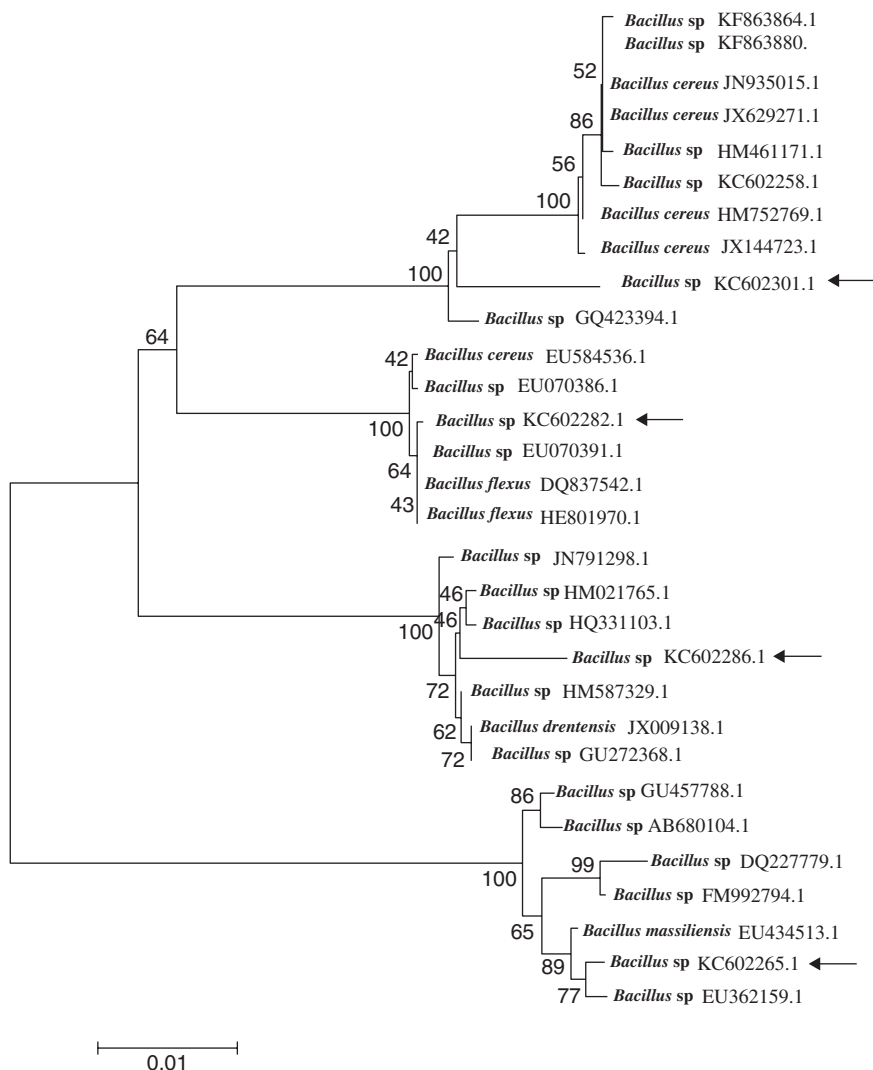 Bacillus sp KF863864.1
Bacillus sp KF863880.
52
Bacillus cereus JN935015.1
Bacillus cereus JX629271.1
86
Bacillus sp HM461171.1
56
Bacillus sp KC602258.1
100
Bacillus cereus HM752769.1
42
Bacillus cereus JX144723.1
100
Bacillus sp KC602301.1
Bacillus sp GQ423394.1
64
42
Bacillus cereus EU584536.1
Bacillus sp EU070386.1
100
Bacillus sp KC602282.1
Bacillus sp EU070391.1
64
Bacillus flexus DQ837542.1
43
Bacillus flexus HE801970.1
Bacillus sp JN791298.1
46
Bacillus sp HM021765.1
46
Bacillus sp HQ331103.1
100
Bacillus sp KC602286.1
72
Bacillus sp HM587329.1
62
Bacillus drentensis JX009138.1
72
Bacillus sp GU272368.1
86
Bacillus sp GU457788.1
Bacillus sp AB680104.1
99
Bacillus sp DQ227779.1
100
Bacillus sp FM992794.1
65
Bacillus massiliensis EU434513.1
89
Bacillus sp KC602265.1
77
Bacillus sp EU362159.1
0.01